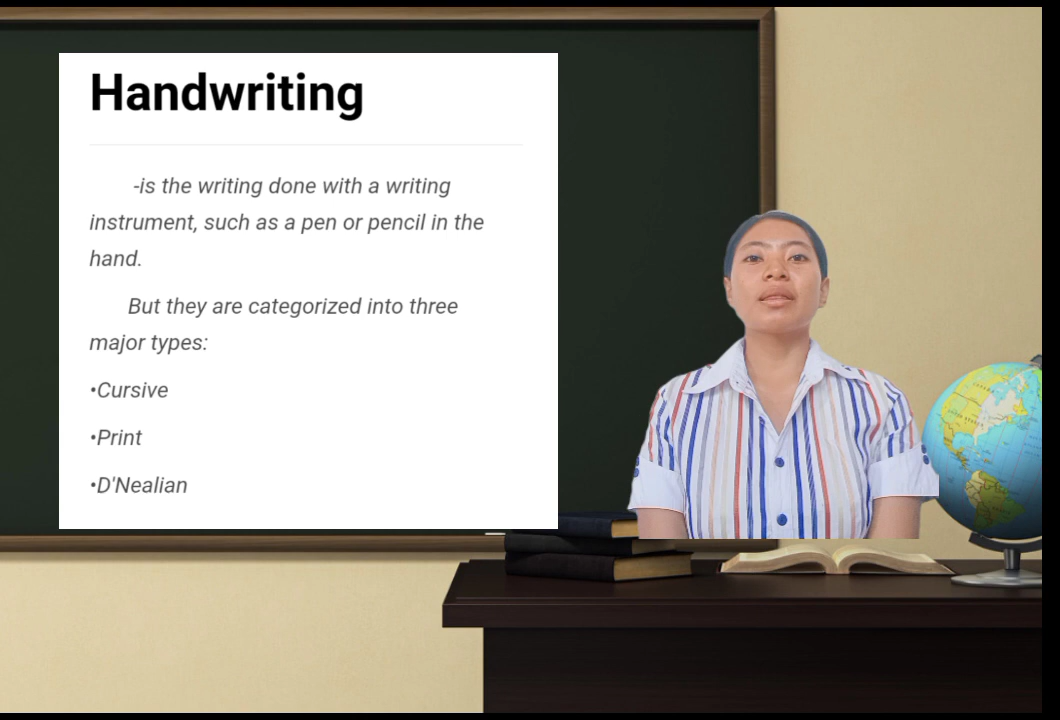 Handwriting
-is the writing done with a writing
instrument, such as a pen or pencil in the
hand.
But they are categorized into three
major types:
•Cursive
•Print
•D'Nealian